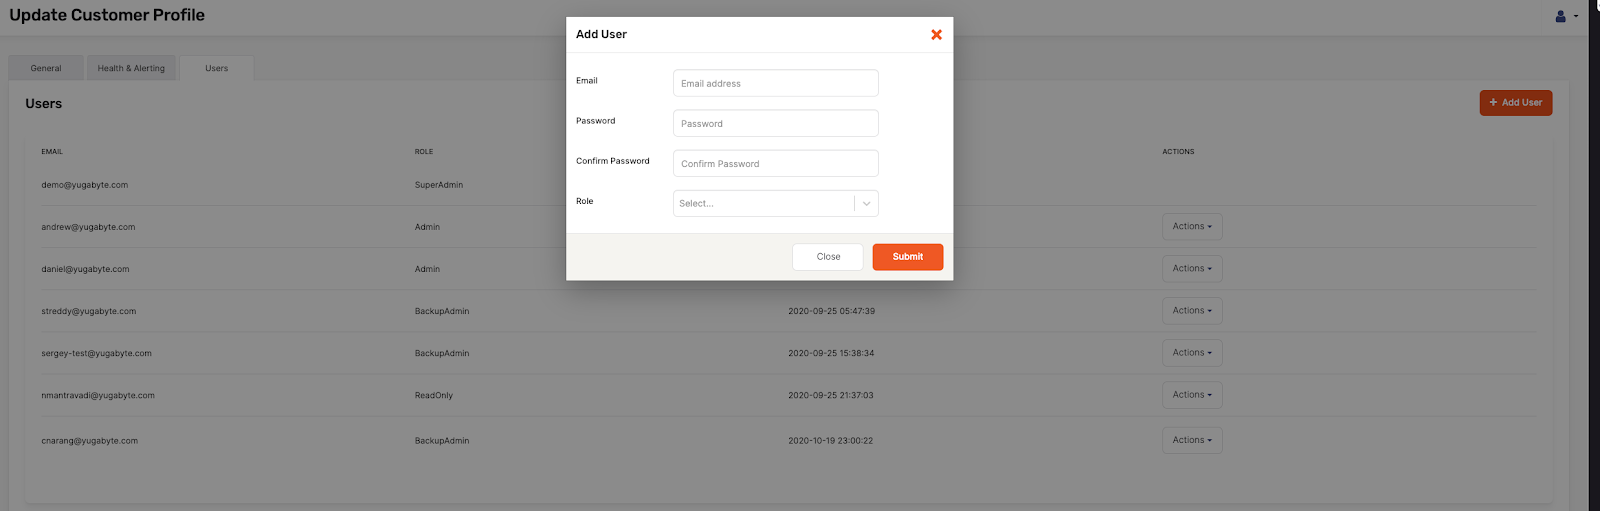 Update Customer Profile
General
Health & Alerting
Users
Users
+ Add User
EMAIL
ROLE
ACTIONS
demo@yugabyte.com
SuperAdmin
andrew@yugabyte.com
Admin
Actions
daniel@yugabyte.com
Admin
Actions
streddy@yugabyte.com
BackupAdmin
2020-09-25 05:47:39
Actions
sergey-test@yugabyte.com
BackupAdmin
2020-09-25 15:38:34
Actions
nmantravadi@yugabyte.com
ReadOnly
2020-09-25 21:37:03
Actions
cnarang@yugabyte.com
BackupAdmin
2020-10-19 23:00:22
Actions
Add User
Email
Email address
Password
Password
Confirm Password
Confirm Password
Role
Select...
Close
Submit